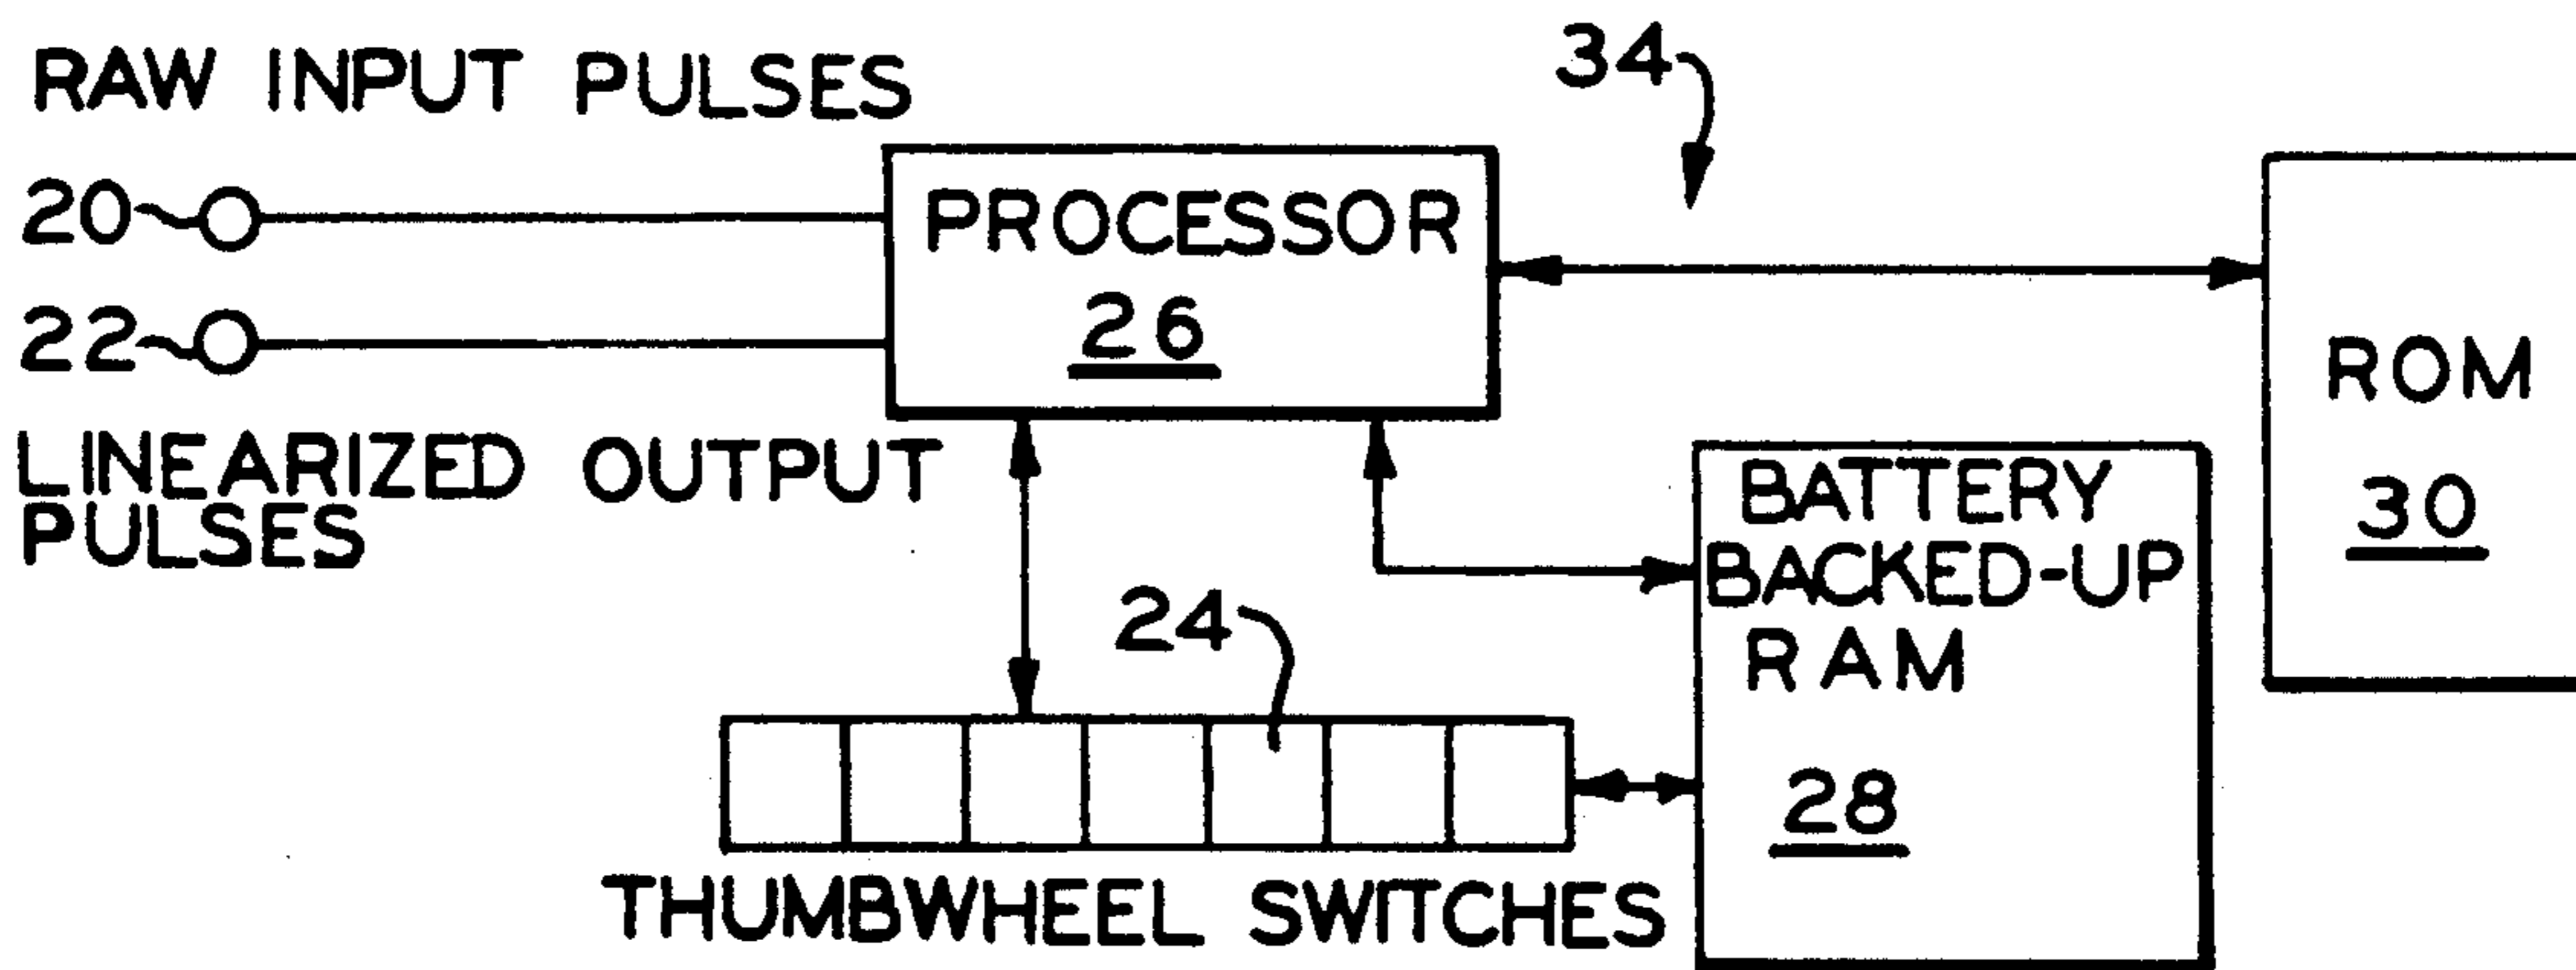 RAW INPUT PULSES
34
20
PROCESSOR
26
22
ROM
30
LINEARIZED OUTPUT
PULSES
BATTERY
BACKED-UP
RAM
28
24
THUMBWHEEL SWITCHES